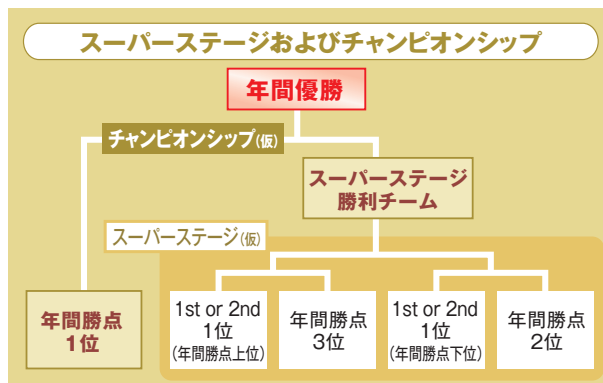 スーパーステージおよびチャンピオンシップ
年間優勝
チャンピオンシップ(仮)
スーパーステージ
勝利チーム
スーパーステージ(仮)
年間勝点
1位
1st or 2nd
1位
(年間勝点上位)
年間勝点
3位
1st or 2nd
1位
(年間勝点下位)
年間勝点
2位